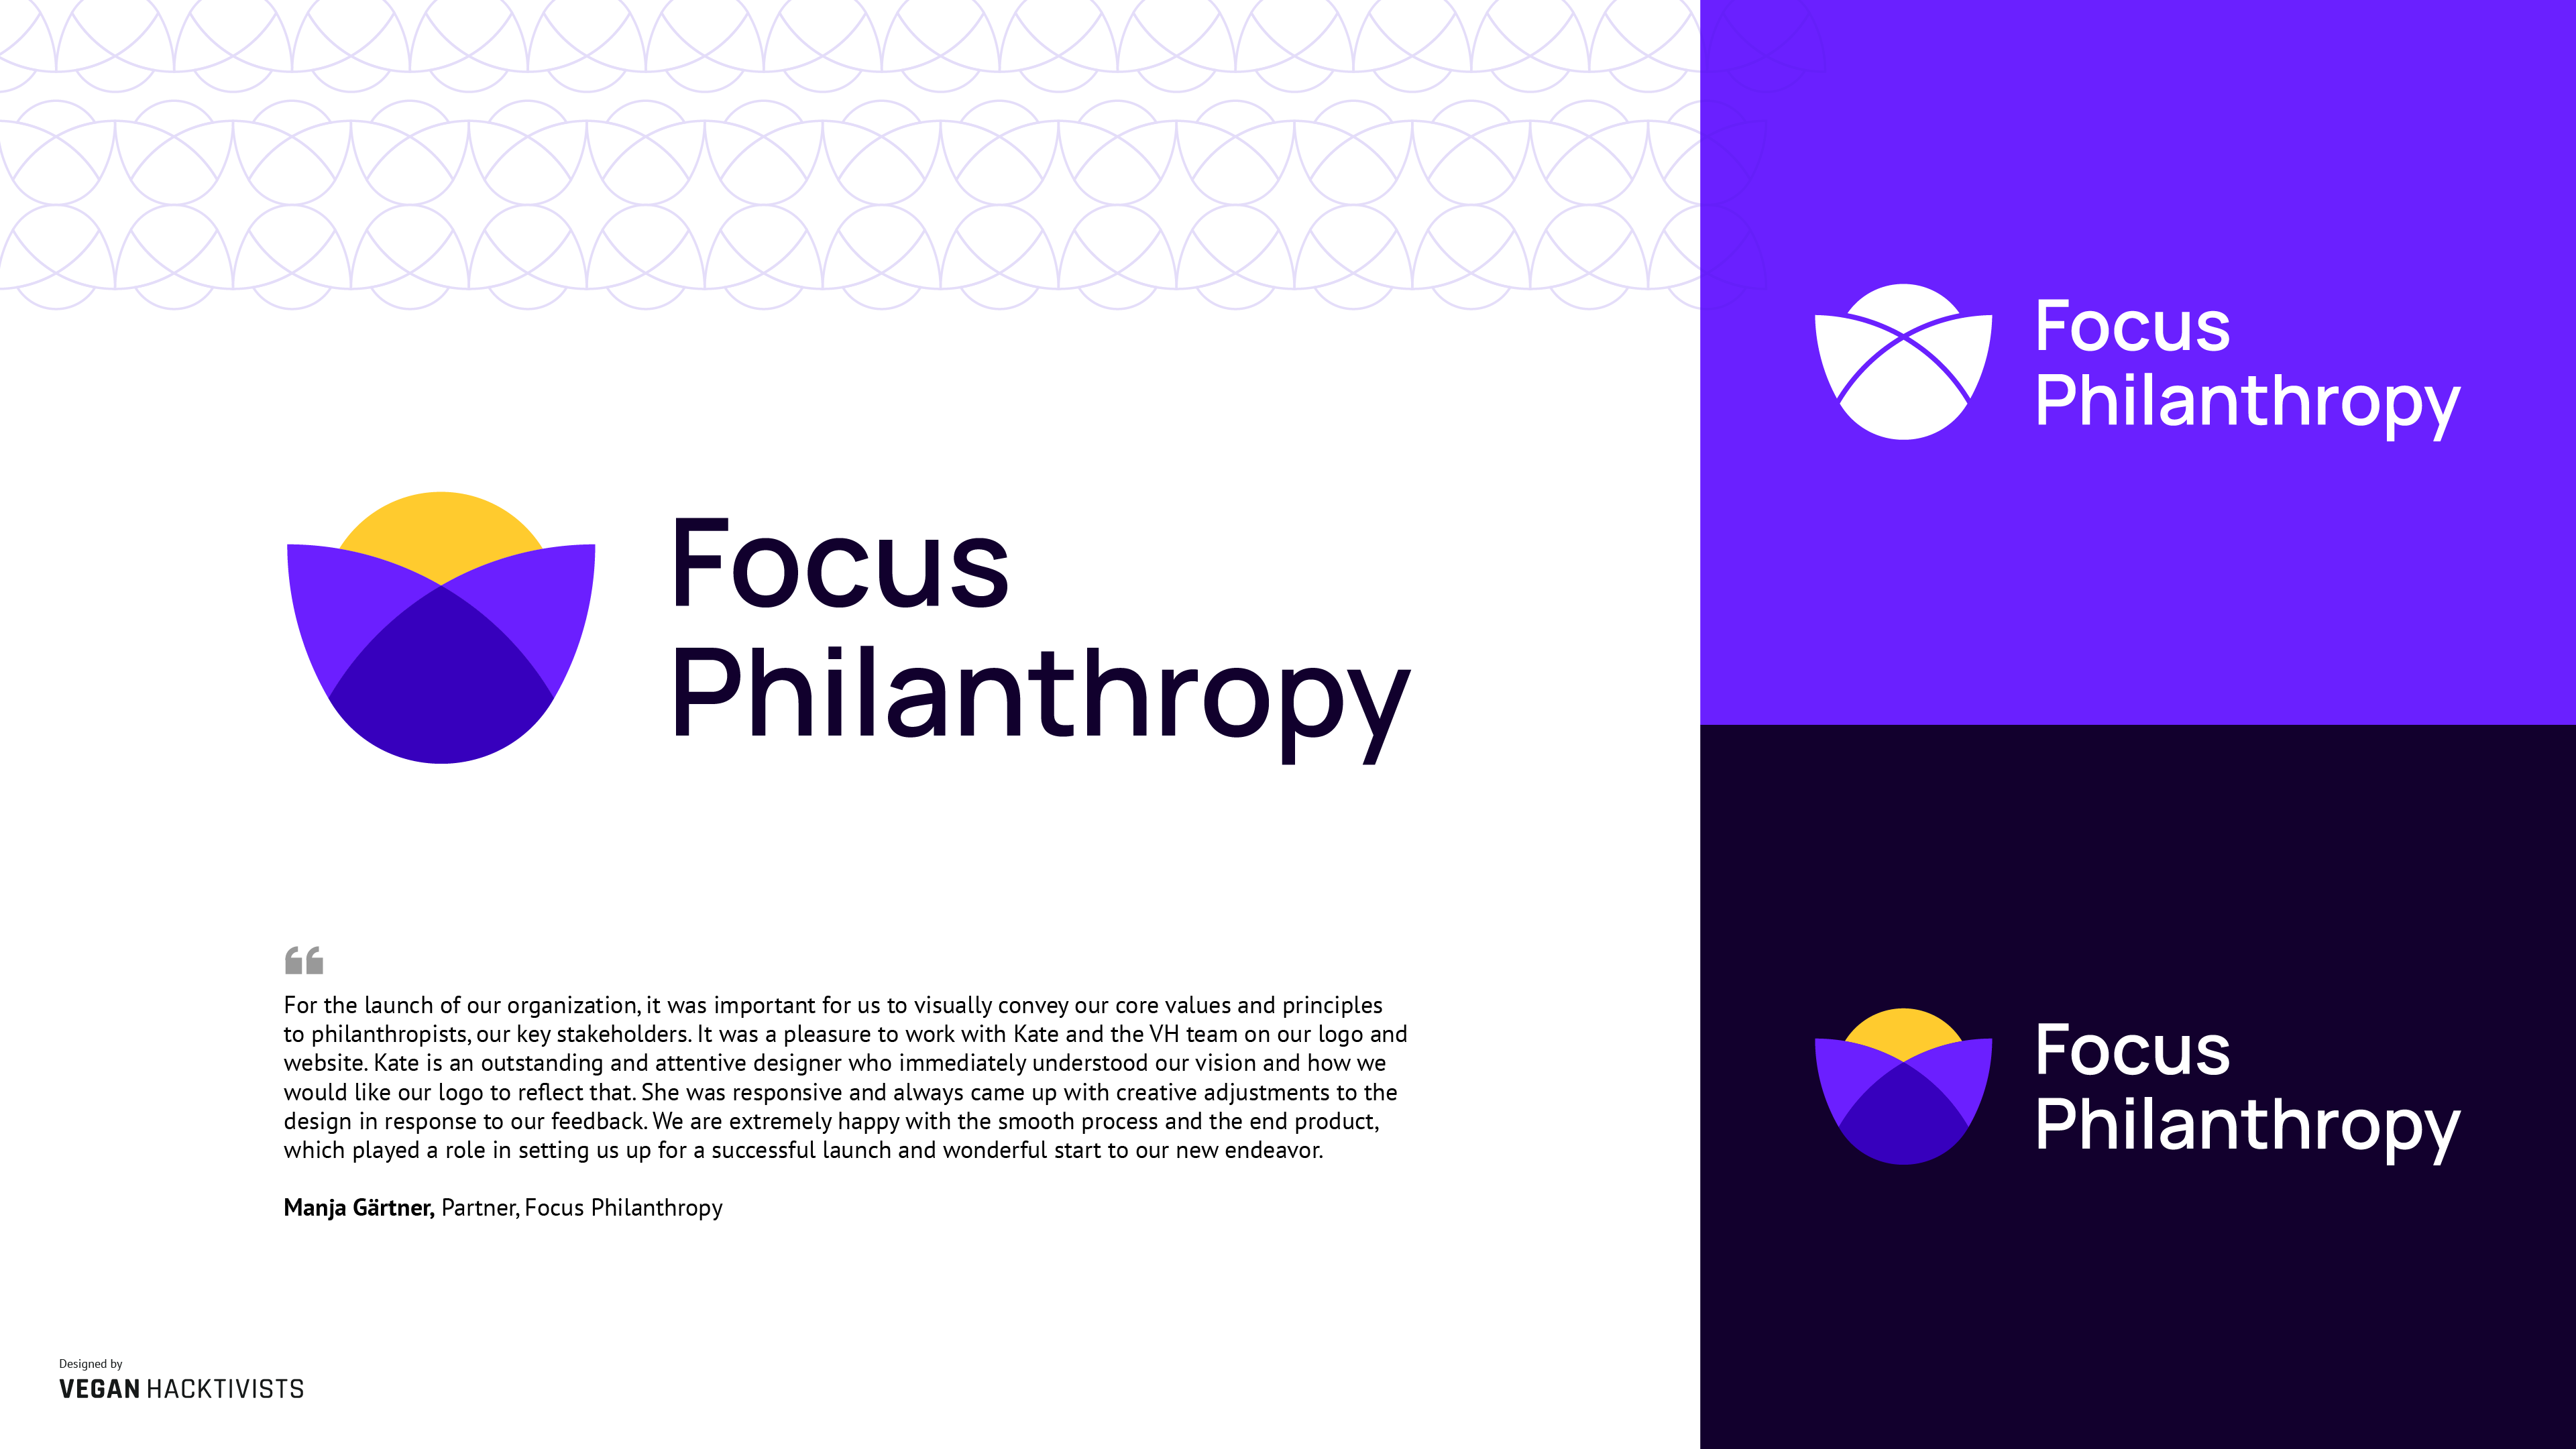 Focus
Philanthropy
“
For the launch of our organization, it was important for us to visually convey our core values and principles
to philanthropists, our key stakeholders. It was a pleasure to work with Kate and the VH team on our logo and
website. Kate is an outstanding and attentive designer who immediately understood our vision and how we
would like our logo to reflect that. She was responsive and always came up with creative adjustments to the
design in response to our feedback. We are extremely happy with the smooth process and the end product,
which played a role in setting us up for a successful launch and wonderful start to our new endeavor.
Manja Gärtner, Partner, Focus Philanthropy
Designed by
VEGAN HACKTIVISTS
Focus
Philanthropy
Focus
Philanthropy